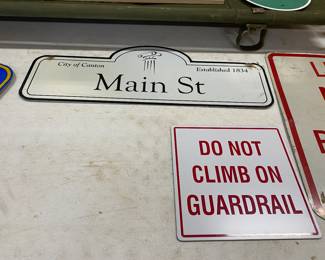 City of Canton
Established 1834
Main St
DO NOT
CLIMB ON
GUARDRAIL